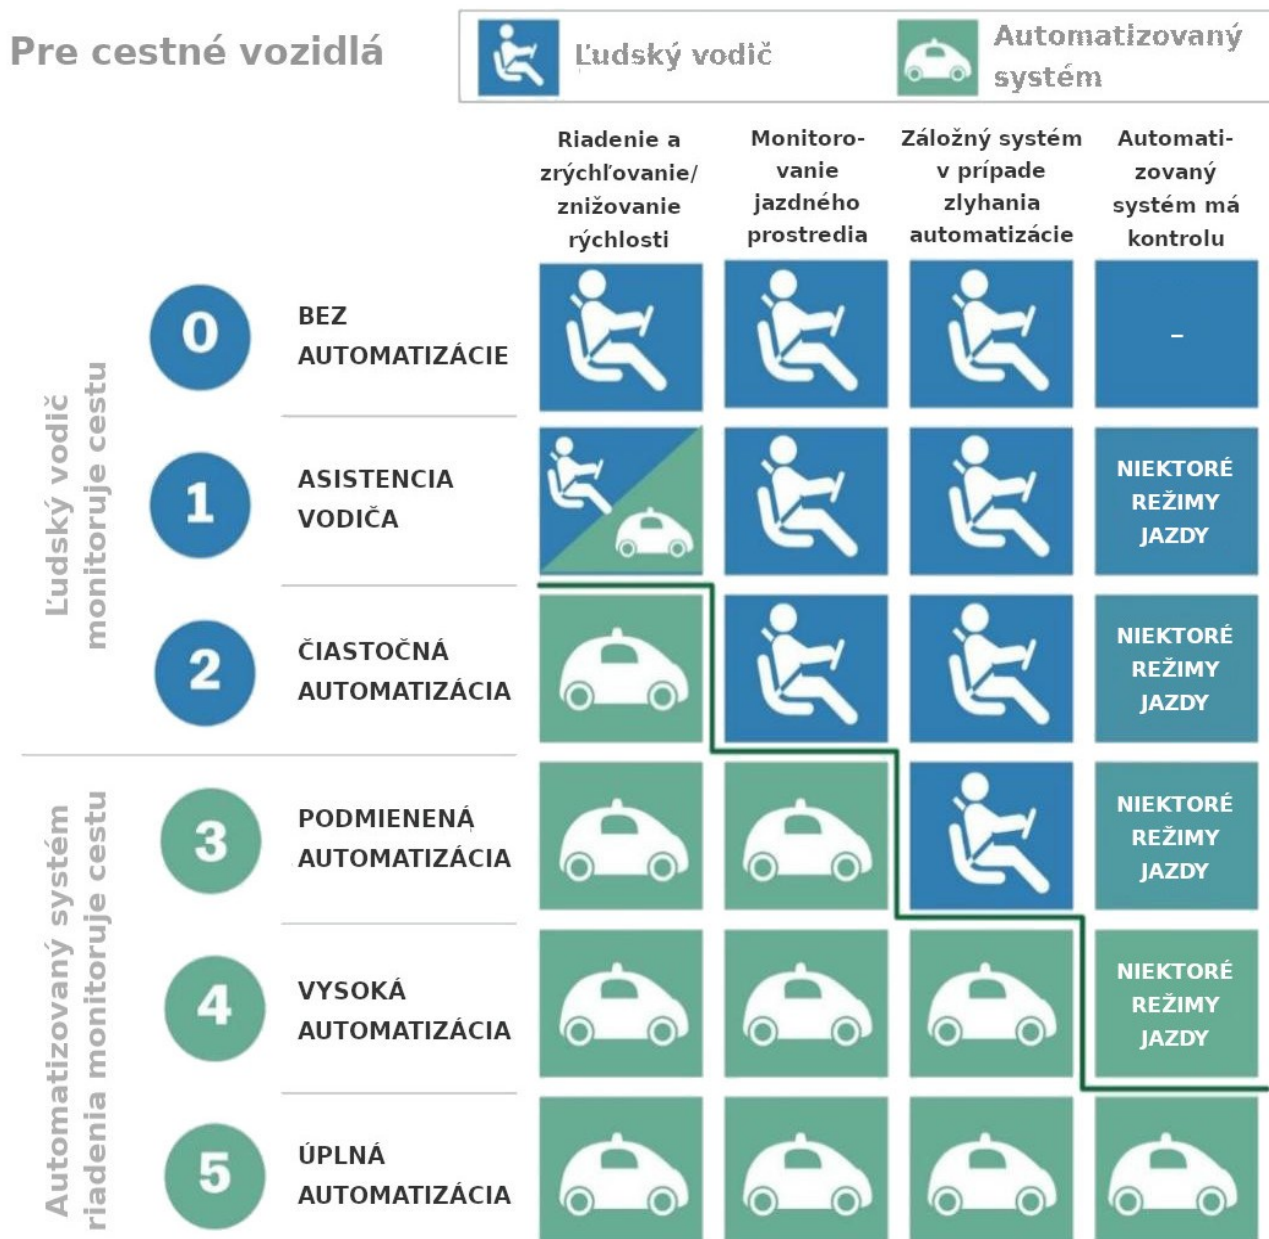 Pre cestné vozidlá
Ľudský vodič
Automatizovaný
systém
Riadenie a
zrýchľovanie/
znižovanie
rýchlosti
Monitoro-
vanie
jazdného
prostredia
Záložný systém
v prípade
zlyhania
automatizácie
Automati-
zovaný
systém má
kontrolu
Ľudský vodič
monitoruje cestu
0
BEZ
AUTOMATIZÁCIE
–
1
ASISTENCIA
VODIČA
NIEKTORÉ
REŽIMY
JAZDY
2
ČIASTOČNÁ
AUTOMATIZÁCIA
NIEKTORÉ
REŽIMY
JAZDY
Automatizovaný systém
riadenia monitoruje cestu
3
PODMIENENÁ
AUTOMATIZÁCIA
NIEKTORÉ
REŽIMY
JAZDY
4
VYSOKÁ
AUTOMATIZÁCIA
NIEKTORÉ
REŽIMY
JAZDY
5
ÚPLNÁ
AUTOMATIZÁCIA